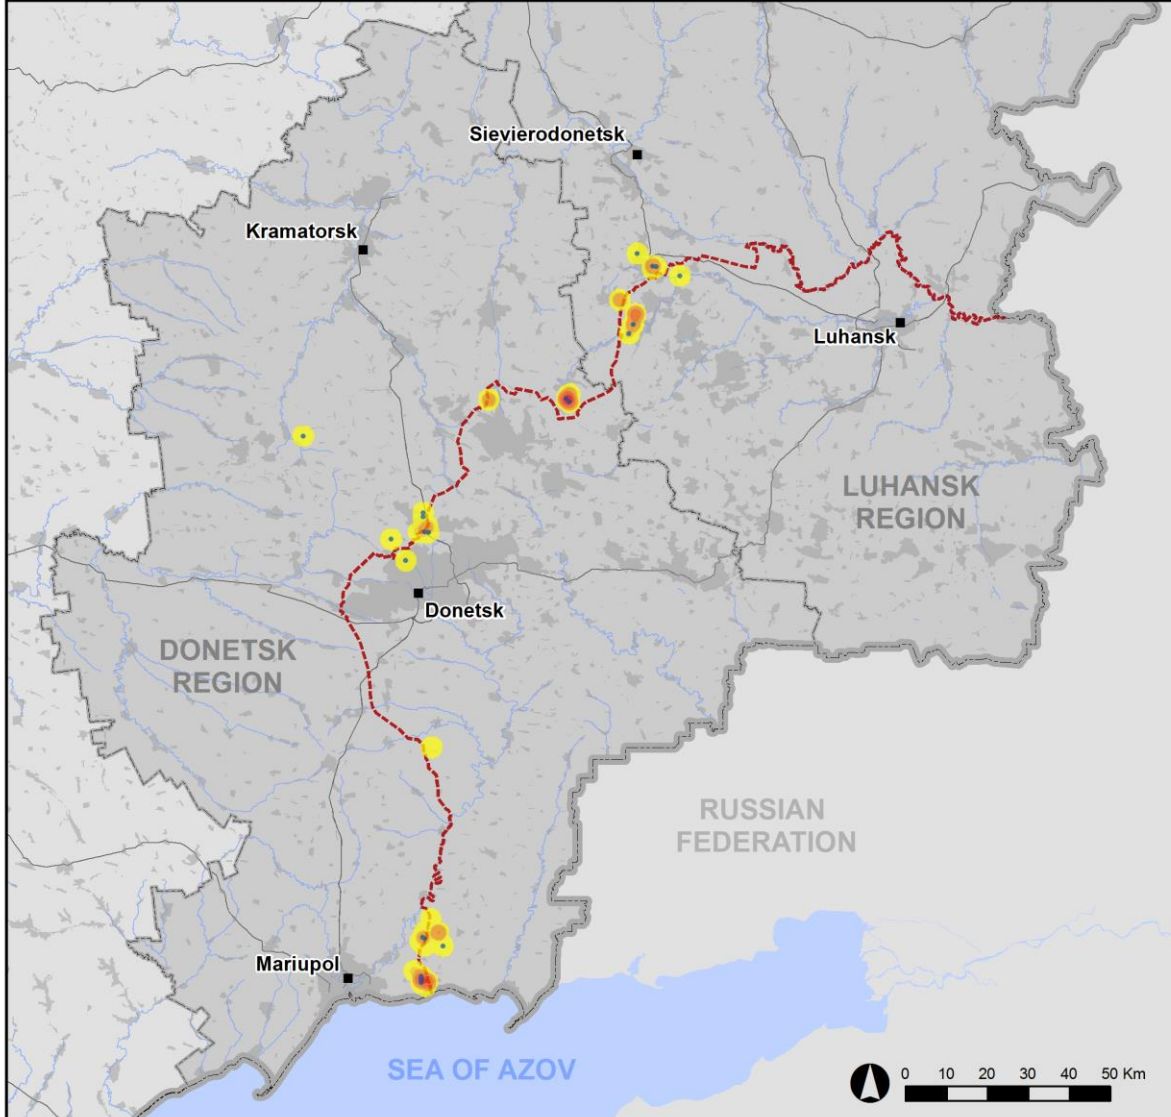 Sievierodonetsk
Kramatorsk
Luhansk
LUHANSK
REGION
Donetsk
DONETSK
REGION
RUSSIAN
FEDERATION
Mariupol
SEA OF AZOV
0 10 20 30 40 50 Km